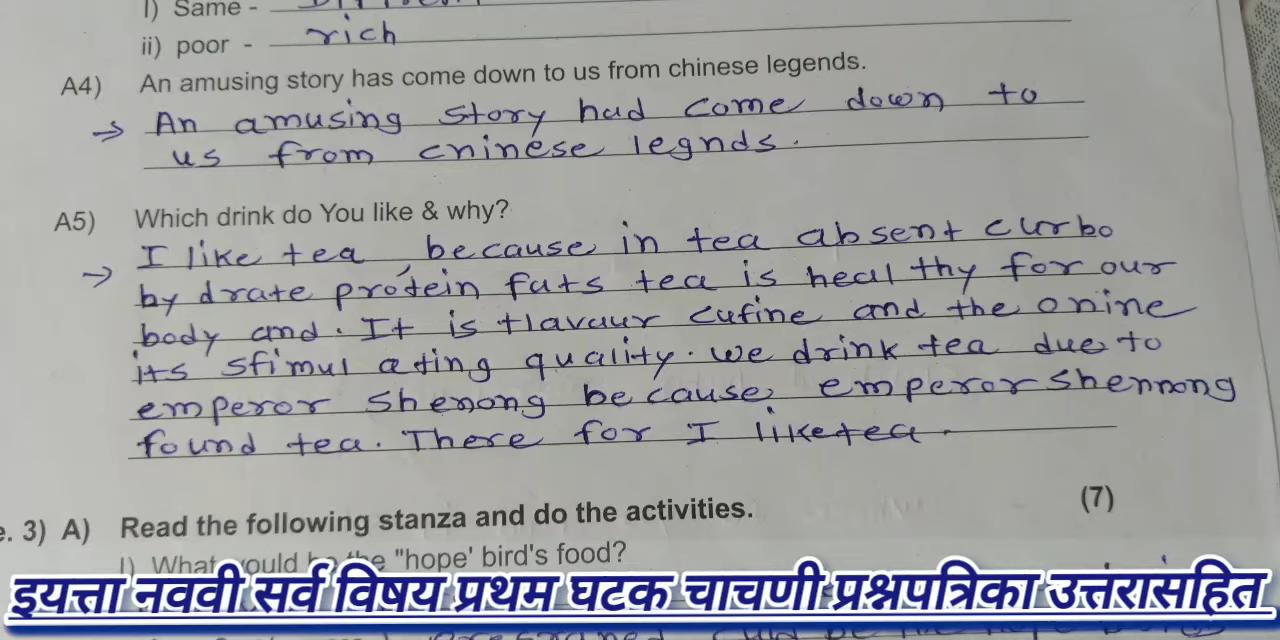 I) Same -
ii) poor - rich
A4) An amusing story has come down to us from chinese legends.
→ An amusing story had come down to
us from chinese legnds.
A5) Which drink do You like & why?
→ I like tea, because in tea absent curbo
by drate protein futs tea is healthy for our
body and. It is flavaur cufine and the onine
its stimul ating quality. we drink tea due to
emperor shenong because emperor shennong
found tea. There for I like tea.
e. 3) A) Read the following stanza and do the activities. (7)
I) What would be the "hope' bird's food?
इयत्ता नववी सर्व विषय प्रथम घटक चाचणी प्रश्नपत्रिका उत्तरासहित